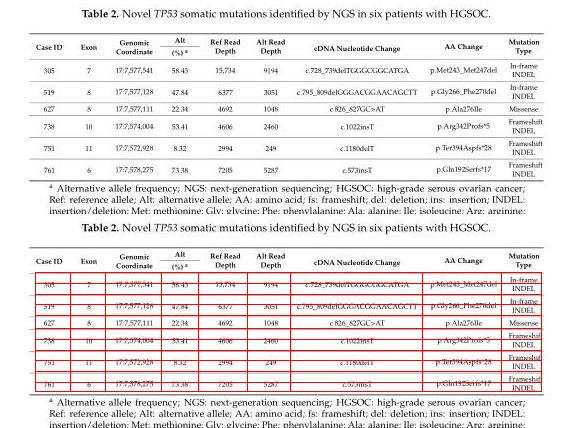 Table 2. Novel TP53 somatic mutations identified by NGS in six patients with HGSOC.
Case ID Exon Genomic Coordinate Alt (%) a Ref Read Depth Alt Read Depth cDNA Nucleotide Change AA Change Mutation Type
305 7 17:7,577,541 58.43 15,734 9194 c.728_739delTGGGCGGCATGA p.Met243_Met247del In-frame INDEL
519 8 17:7,577,128 47.84 6377 3051 c.795_809delGGGACGGAACAGCTT p.Gly266_Phe270del In-frame INDEL
627 8 17:7,577,111 22.34 4692 1048 c.826_827GC>AT p.Ala276Ile Missense
738 10 17:7,574,004 53.41 4606 2460 c.1022insT p.Arg342Profs*5 Frameshift INDEL
751 11 17:7,572,928 8.32 2994 249 c.1180delT p.Ter394Aspfs*28 Frameshift INDEL
761 6 17:7,578,275 73.38 7205 5287 c.573insT p.Gln192Serfs*17 Frameshift INDEL
a Alternative allele frequency; NGS: next-generation sequencing; HGSOC: high-grade serous ovarian cancer;
Ref: reference allele; Alt: alternative allele; AA: amino acid; fs: frameshift; del: deletion; ins: insertion; INDEL:
insertion/deletion; Met: methionine; Gly: glycine; Phe: phenylalanine; Ala: alanine; Ile: isoleucine; Arg: arginine;
Table 2. Novel TP53 somatic mutations identified by NGS in six patients with HGSOC.
Case ID Exon Genomic Coordinate Alt (%) a Ref Read Depth Alt Read Depth cDNA Nucleotide Change AA Change Mutation Type
305 7 17:7,577,541 58.43 15,734 9194 c.728_739delTGGGCGGCATGA p.Met243_Met247del In-frame INDEL
519 8 17:7,577,128 47.84 6377 3051 c.795_809delGGGACGGAACAGCTT p.Gly266_Phe270del In-frame INDEL
627 8 17:7,577,111 22.34 4692 1048 c.826_827GC>AT p.Ala276Ile Missense
738 10 17:7,574,004 53.41 4606 2460 c.1022insT p.Arg342Profs*5 Frameshift INDEL
751 11 17:7,572,928 8.32 2994 249 c.1180delT p.Ter394Aspfs*28 Frameshift INDEL
761 6 17:7,578,275 73.38 7205 5287 c.573insT p.Gln192Serfs*17 Frameshift INDEL
a Alternative allele frequency; NGS: next-generation sequencing; HGSOC: high-grade serous ovarian cancer;
Ref: reference allele; Alt: alternative allele; AA: amino acid; fs: frameshift; del: deletion; ins: insertion; INDEL:
insertion/deletion; Met: methionine; Gly: glycine; Phe: phenylalanine; Ala: alanine; Ile: isoleucine; Arg: arginine;